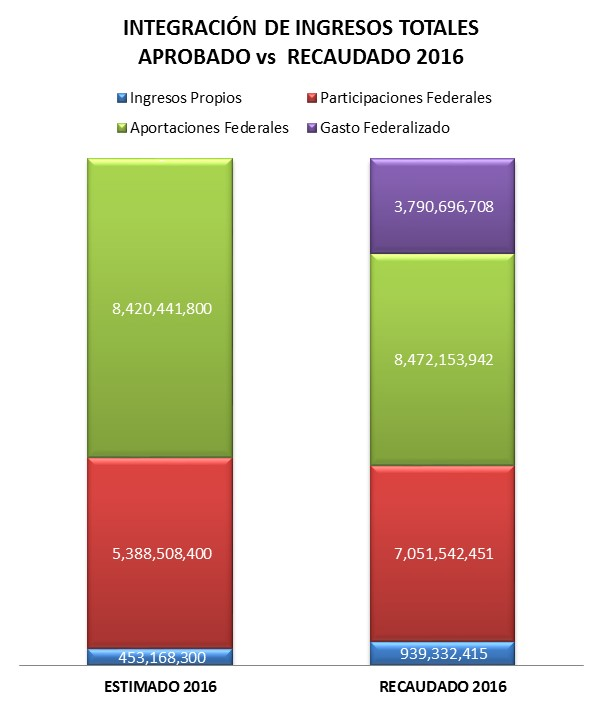 INTEGRACIÓN DE INGRESOS TOTALES
APROBADO vs RECAUDADO 2016
Ingresos Propios
Participaciones Federales
Aportaciones Federales
Gasto Federalizado
3,790,696,708
8,420,441,800
8,472,153,942
5,388,508,400
7,051,542,451
453,168,300
939,332,415
ESTIMADO 2016
RECAUDADO 2016